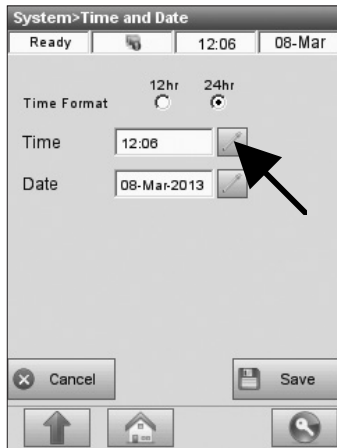 System>Time and Date
Ready 12:06 08-Mar
12hr 24hr
Time Format
Time 12:06
Date 08-Mar-2013
Cancel Save